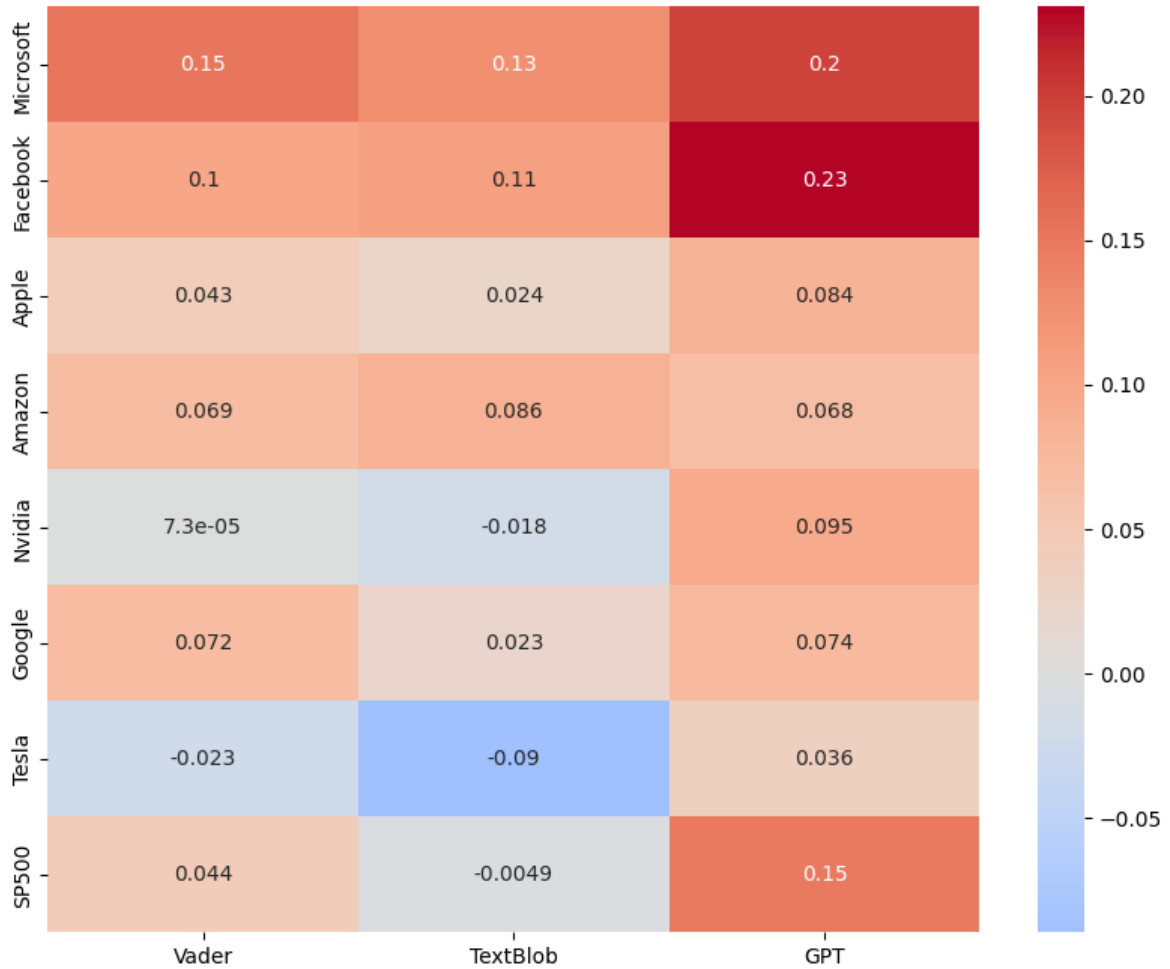 Microsoft 0.15 0.13 0.2
Facebook 0.1 0.11 0.23
Apple 0.043 0.024 0.084
Amazon 0.069 0.086 0.068
Nvidia 7.3e-05 -0.018 0.095
Google 0.072 0.023 0.074
Tesla -0.023 -0.09 0.036
SP500 0.044 -0.0049 0.15
Vader TextBlob GPT
0.20
0.15
0.10
0.05
0.00
−0.05